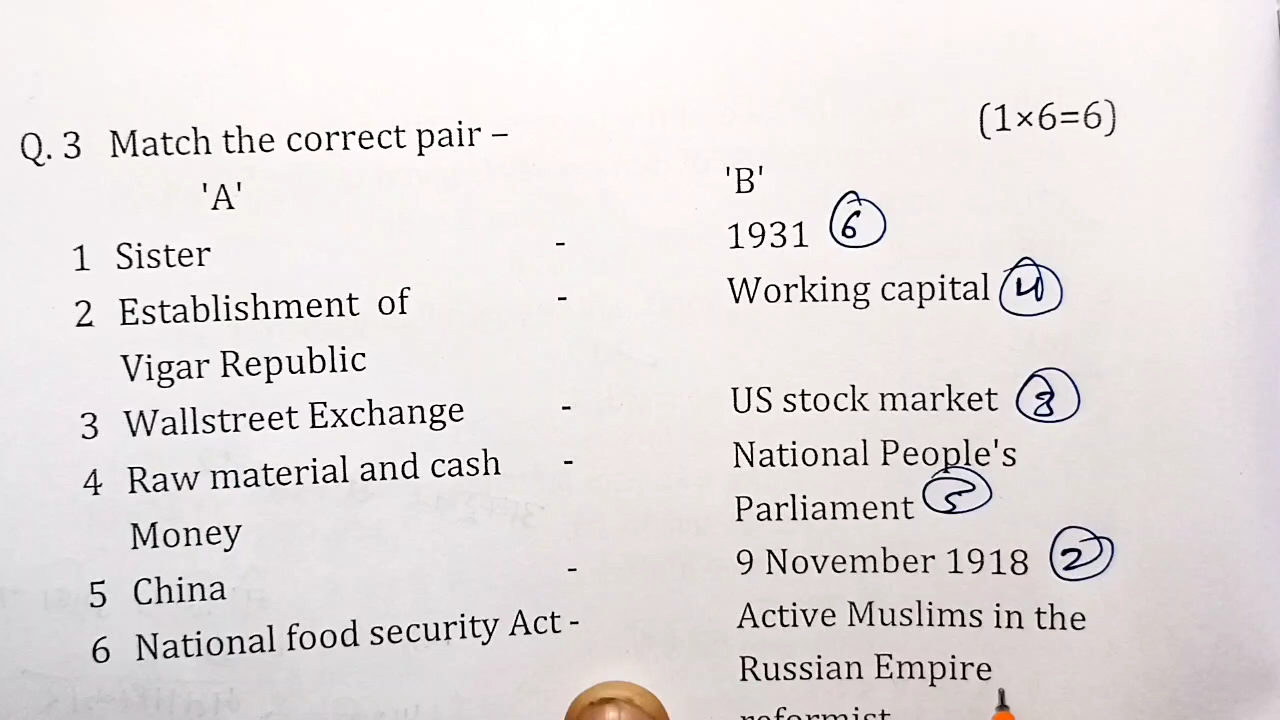 Q. 3 Match the correct pair – (1×6=6)
'A' 'B'
1 Sister - 1931 6
2 Establishment of - Working capital 4
Vigar Republic
3 Wallstreet Exchange - US stock market 3
4 Raw material and cash - National People's
Money Parliament 5
5 China - 9 November 1918 2
6 National food security Act - Active Muslims in the
Russian Empire
reformist